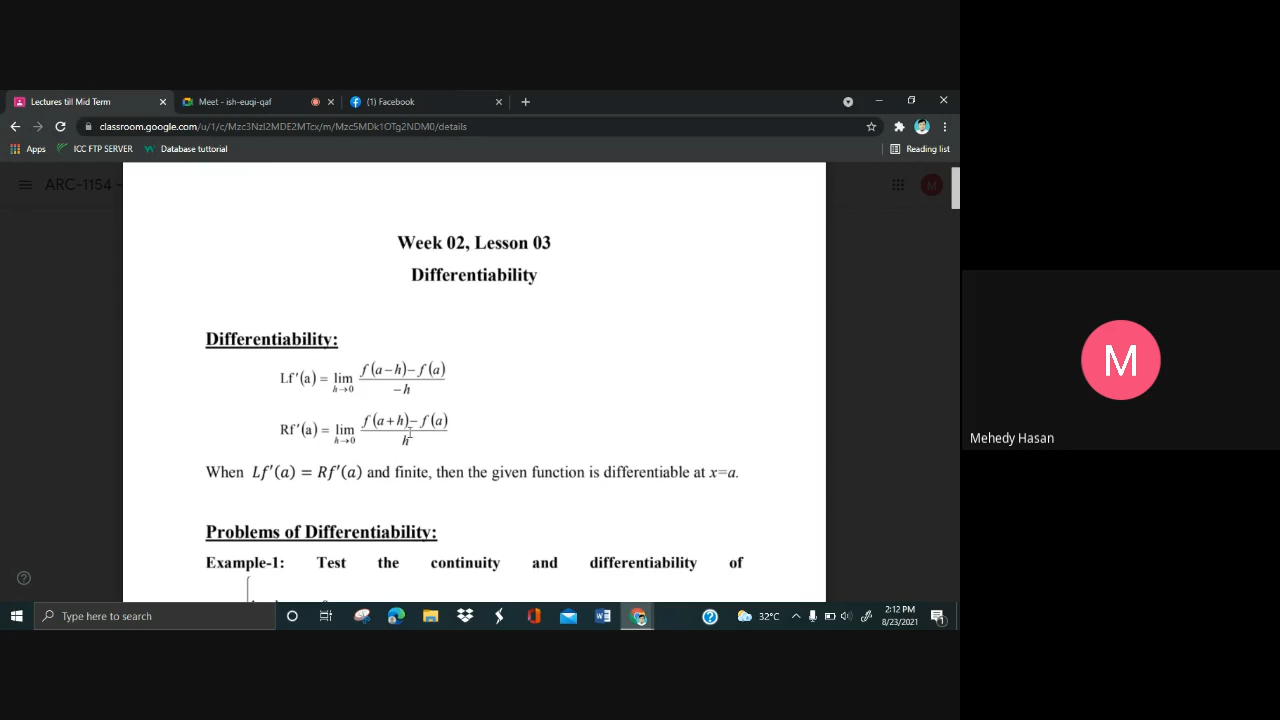 Lectures till Mid Term
Meet - ish-euqi-qaf
(1) Facebook
classroom.google.com/u/1/c/Mzc3NzI2MDE2MTcx/m/Mzc5MDk1OTg2NDM0/details
Apps
ICC FTP SERVER
Database tuttorial
Reading list
ARC-1154 -
M
Week 02, Lesson 03
Differentiability
Differentiability:
Lf′(a) = lim h→0 f(a−h)−f(a) / −h
Rf′(a) = lim h→0 f(a+h)−f(a) / h
When Lf′(a) = Rf′(a) and finite, then the given function is differentiable at x=a.
Problems of Differentiability:
Example-1: Test the continuity and differentiability of
M
Mehedy Hasan
Type here to search
32°C
2:12 PM
8/23/2021
1